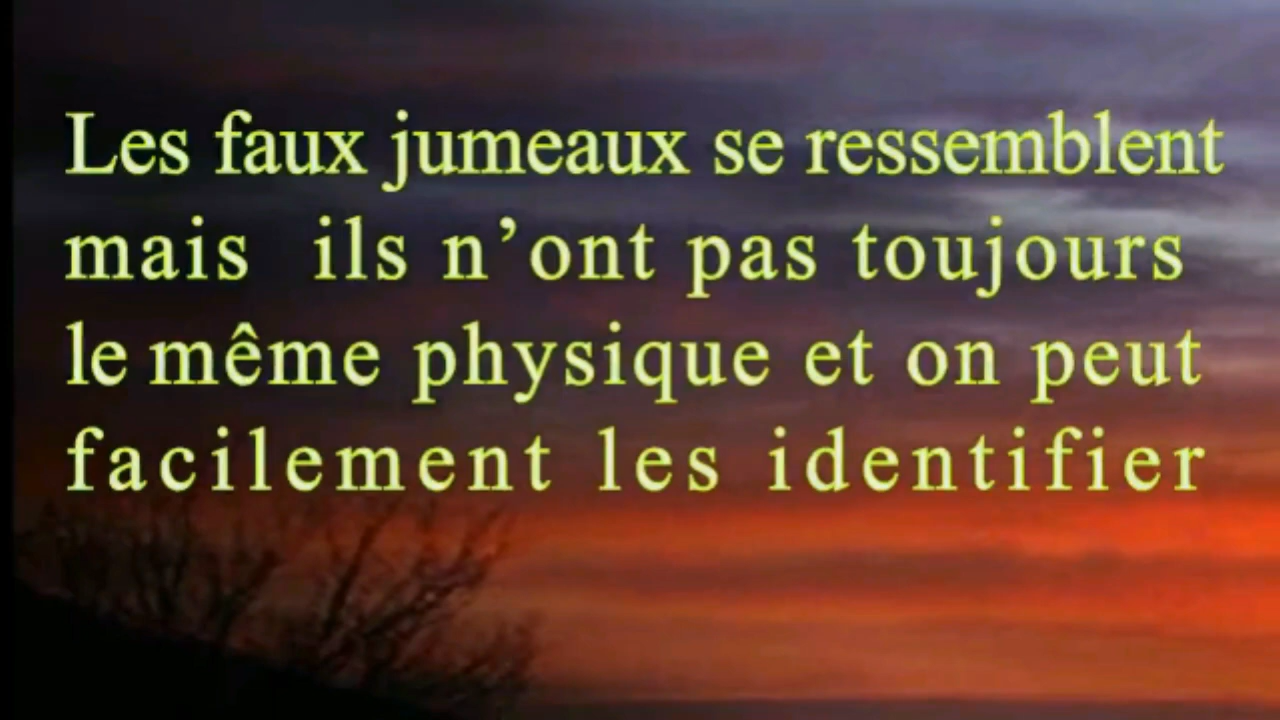 Les faux jumeaux se ressemblent
mais ils n’ont pas toujours
le même physique et on peut
facilement les identifier